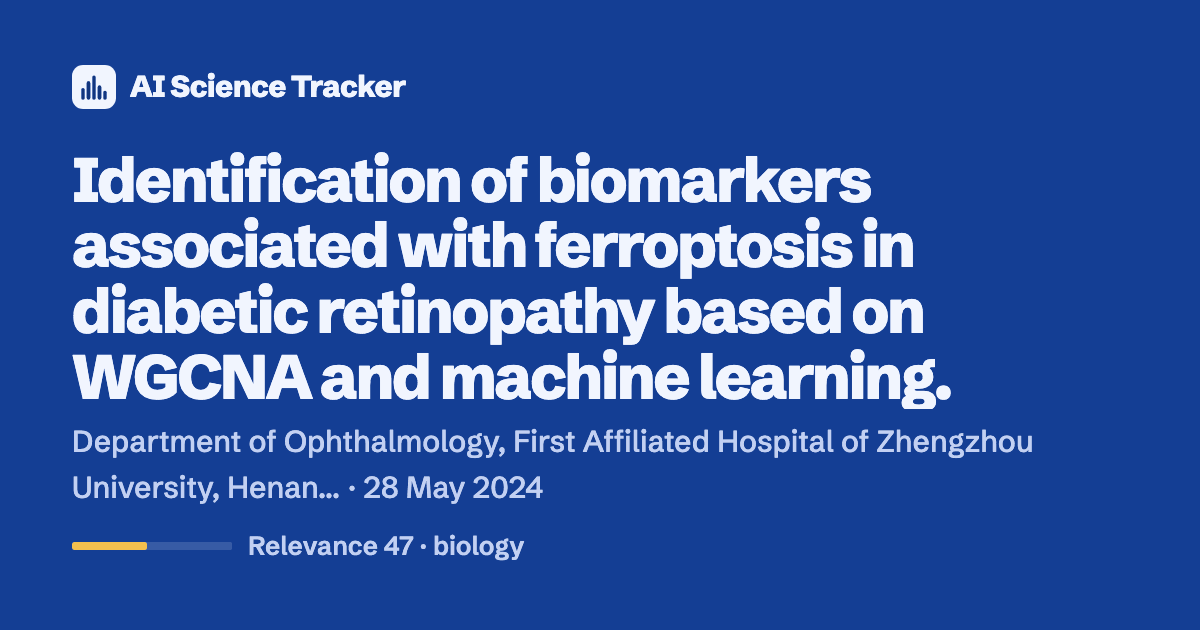 AI Science Tracker
Identification of biomarkers
associated with ferroptosis in
diabetic retinopathy based on
WGCNA and machine learning.
Department of Ophthalmology, First Affiliated Hospital of Zhengzhou
University, Henan... · 28 May 2024
Relevance 47 · biology